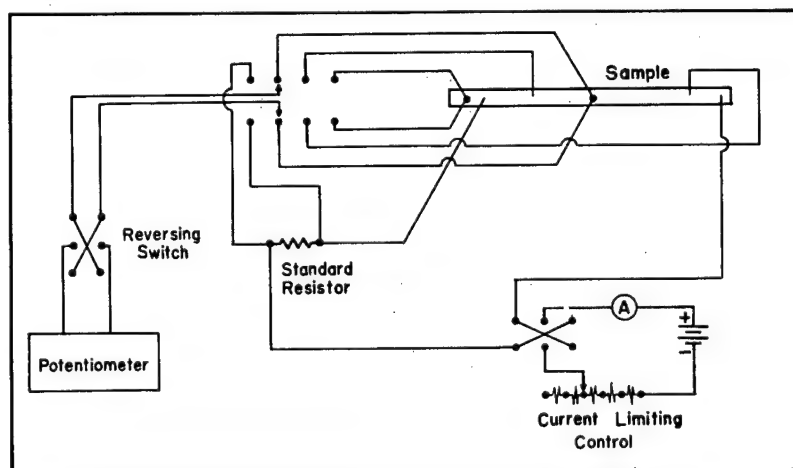 Sample
Reversing
Switch
Standard
Resistor
A
+
-
Potentiometer
Current Limiting
Control